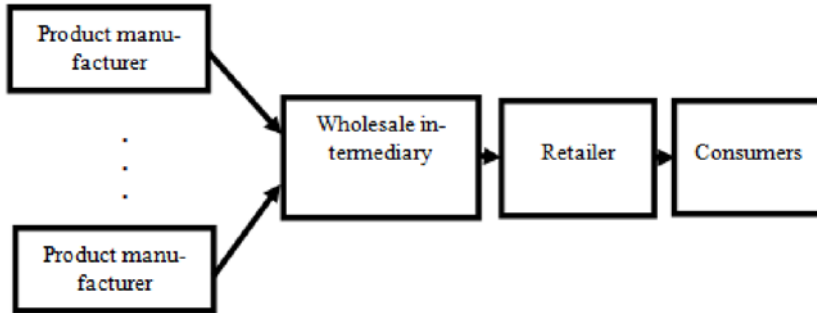 Product manu-
facturer
Wholesale in-
termediary
Retailer
Consumers
Product manu-
facturer